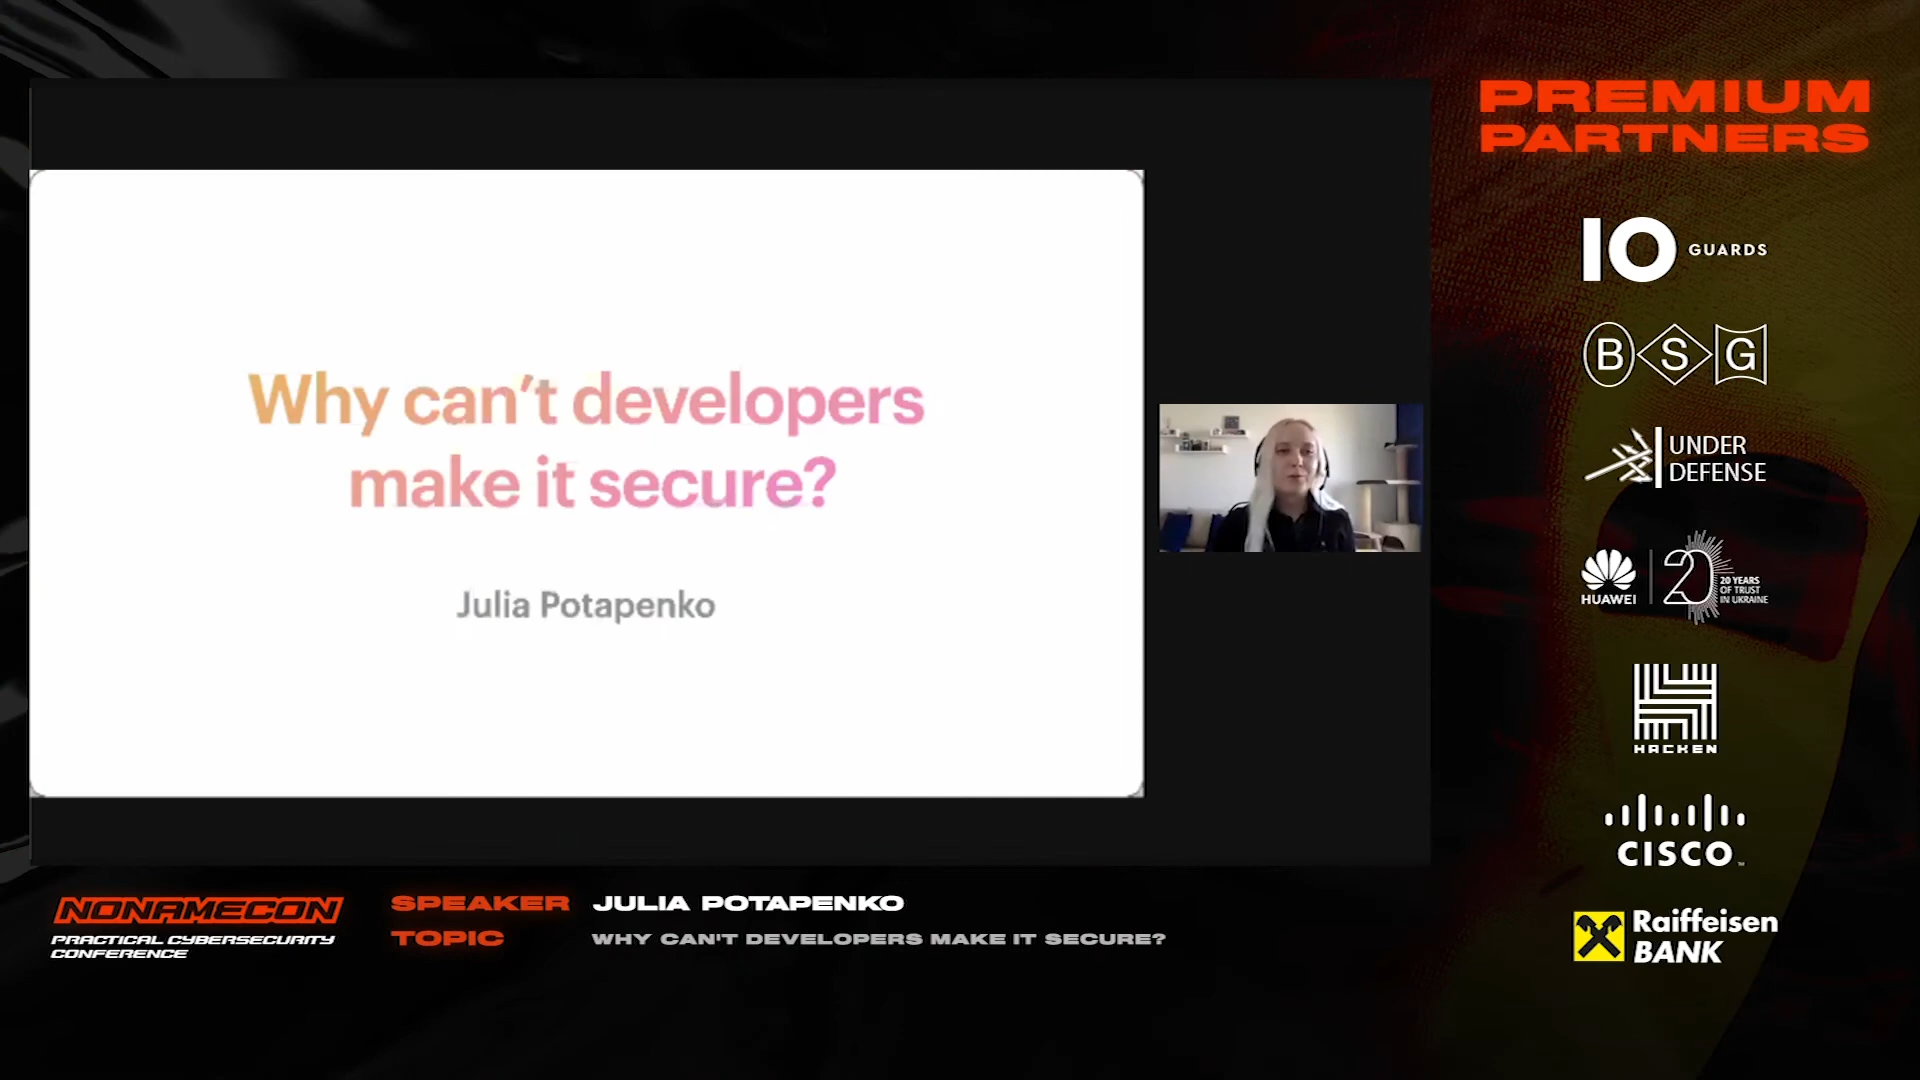 PREMIUM
PARTNERS
Why can't developers
make it secure?
Julia Potapenko
IO GUARDS
B S G
UNDER
DEFENSE
HUAWEI
20
20 YEARS
OF TRUST
IN UKRAINE
HACKEN
CISCO
Raiffeisen
BANK
NONAMECON
PRACTICAL CYBERSECURITY
CONFERENCE
SPEAKER JULIA POTAPENKO
TOPIC WHY CAN'T DEVELOPERS MAKE IT SECURE?